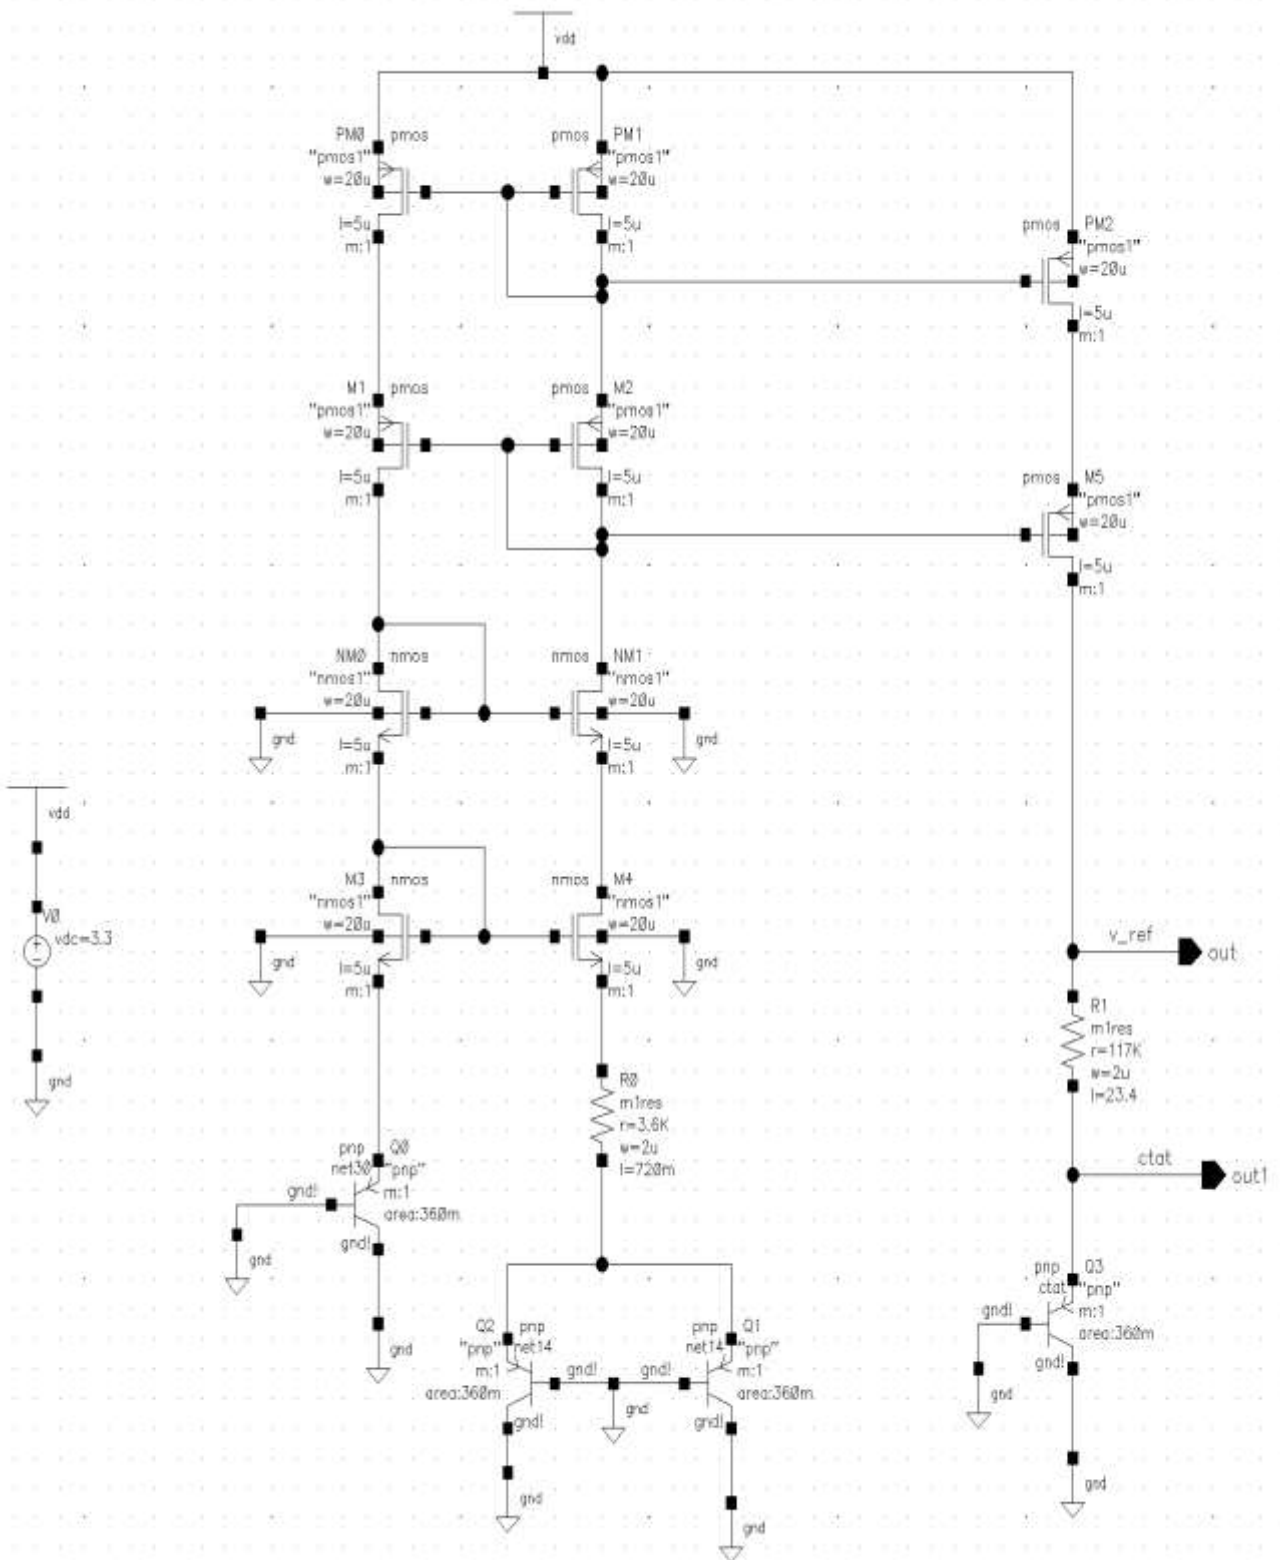 vdd
PM0 pmos
"pmos1"
w=20u
l=5u
m:1
pmos PM1
"pmos1"
w=20u
l=5u
m:1
pmos PM2
"pmos1"
w=20u
l=5u
m:1
M1 pmos
"pmos1"
w=20u
l=5u
m:1
pmos M2
"pmos1"
w=20u
l=5u
m:1
pmos M5
"pmos1"
w=20u
l=5u
m:1
NM0 nmos
"nmos1"
w=20u
gnd
l=5u
m:1
nmos NM1
"nmos1"
w=20u
l=5u
m:1
gnd
vdd
V0
vdc=3.3
gnd
M3 nmos
"nmos1"
w=20u
gnd
l=5u
m:1
nmos M4
"nmos1"
w=20u
l=5u
m:1
gnd
v_ref
out
R1
m1res
r=117K
w=2u
l=23.4
R0
m1res
r=3.6K
w=2u
l=720m
ctat
out1
pnp Q0
net30 "pnp"
gnd! m:1
area:360m
gnd!
gnd
gnd
Q2 pnp
"pnp" net14
m:1 gnd!
area:360m
gnd!
gnd
gnd
pnp Q1
net14 "pnp"
gnd! m:1
area:360m
gnd!
gnd
pnp Q3
ctat "pnp"
gnd! m:1
area:360m
gnd!
gnd
gnd